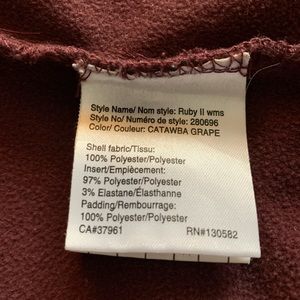 Style Name/ Nom style: Ruby II wms
Style No/ Numéro de style: 280696
Color/ Couleur: CATAWBA GRAPE
Shell fabric/Tissu:
100% Polyester/Polyester
Insert/Empiècement:
97% Polyester/Polyester
3% Elastane/Élasthanne
Padding/Rembourrage:
100% Polyester/Polyester
CA#37961 RN#130582